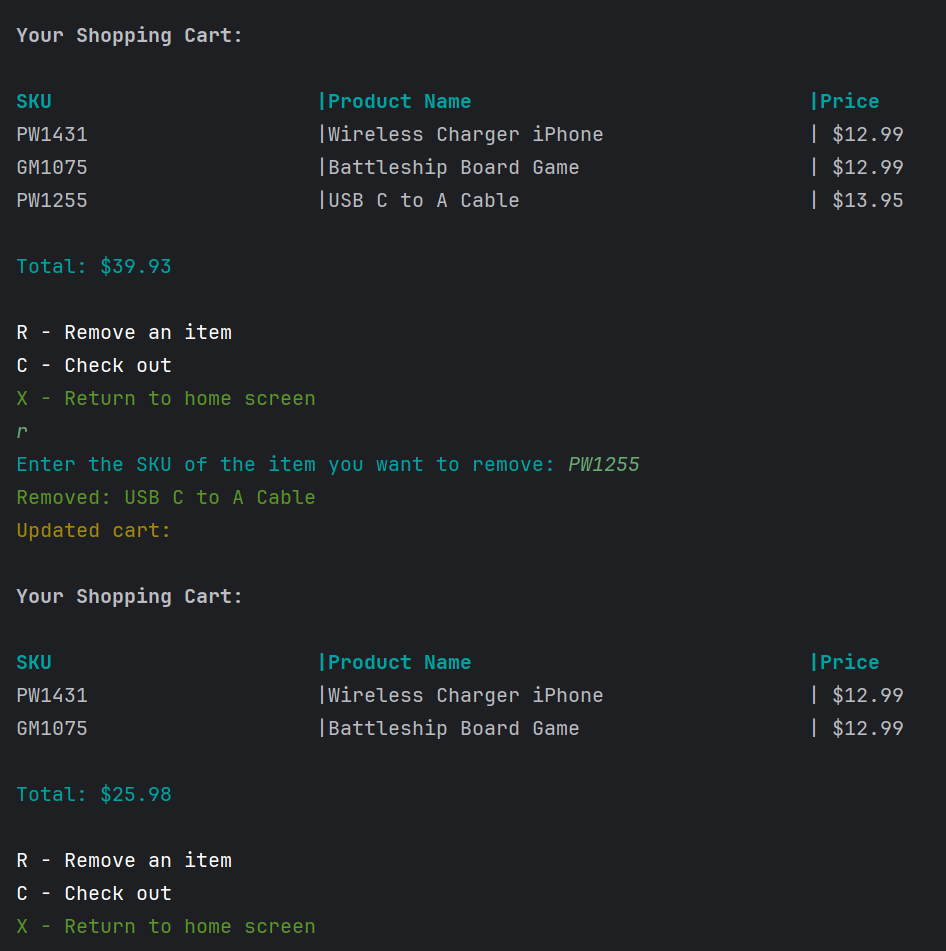 Your Shopping Cart:
SKU |Product Name |Price
PW1431 |Wireless Charger iPhone | $12.99
GM1075 |Battleship Board Game | $12.99
PW1255 |USB C to A Cable | $13.95
Total: $39.93
R - Remove an item
C - Check out
X - Return to home screen
r
Enter the SKU of the item you want to remove: PW1255
Removed: USB C to A Cable
Updated cart:
Your Shopping Cart:
SKU |Product Name |Price
PW1431 |Wireless Charger iPhone | $12.99
GM1075 |Battleship Board Game | $12.99
Total: $25.98
R - Remove an item
C - Check out
X - Return to home screen